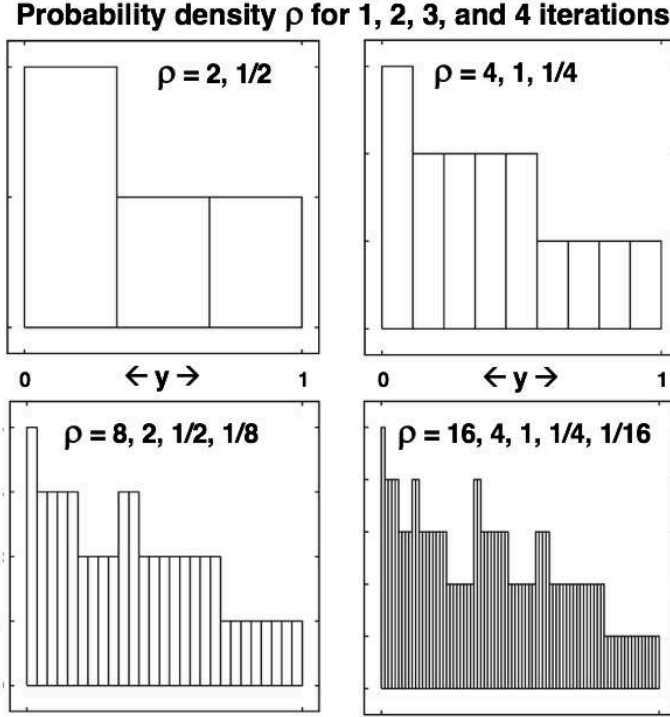 Probability density ρ for 1, 2, 3, and 4 iterations
ρ = 2, 1/2
ρ = 4, 1, 1/4
0 ← y → 1
0 ← y → 1
ρ = 8, 2, 1/2, 1/8
ρ = 16, 4, 1, 1/4, 1/16